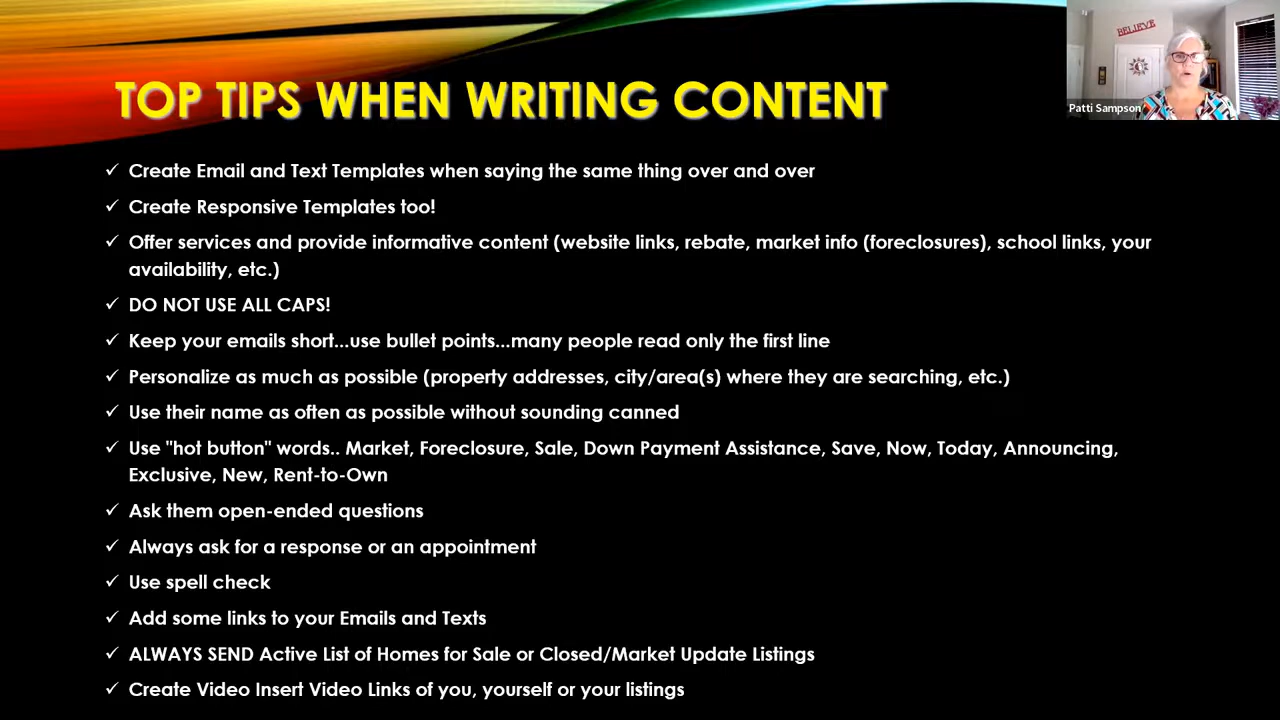 BELIEVE
Patti Sampson
TOP TIPS WHEN WRITING CONTENT
✓ Create Email and Text Templates when saying the same thing over and over
✓ Create Responsive Templates too!
✓ Offer services and provide informative content (website links, rebate, market info (foreclosures), school links, your
availability, etc.)
✓ DO NOT USE ALL CAPS!
✓ Keep your emails short...use bullet points...many people read only the first line
✓ Personalize as much as possible (property addresses, city/area(s) where they are searching, etc.)
✓ Use their name as often as possible without sounding canned
✓ Use "hot button" words.. Market, Foreclosure, Sale, Down Payment Assistance, Save, Now, Today, Announcing,
Exclusive, New, Rent-to-Own
✓ Ask them open-ended questions
✓ Always ask for a response or an appointment
✓ Use spell check
✓ Add some links to your Emails and Texts
✓ ALWAYS SEND Active List of Homes for Sale or Closed/Market Update Listings
✓ Create Video Insert Video Links of you, yourself or your listings